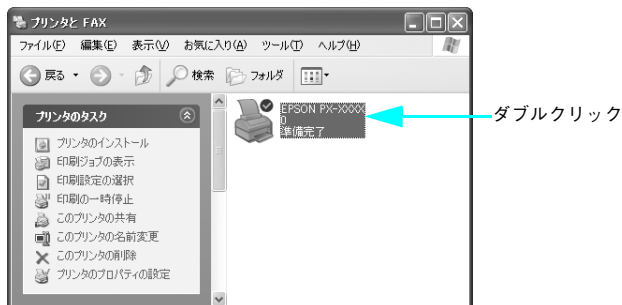 プリンタと FAX
ファイル(F) 編集(E) 表示(V) お気に入り(A) ツール(T) ヘルプ(H)
戻る 検索 フォルダ
プリンタのタスク
プリンタのインストール
印刷ジョブの表示
印刷設定の選択
印刷の一時停止
このプリンタの共有
このプリンタの名前変更
このプリンタの削除
プリンタのプロパティの設定
EPSON PX-XXXX
0
準備完了
ダブルクリック